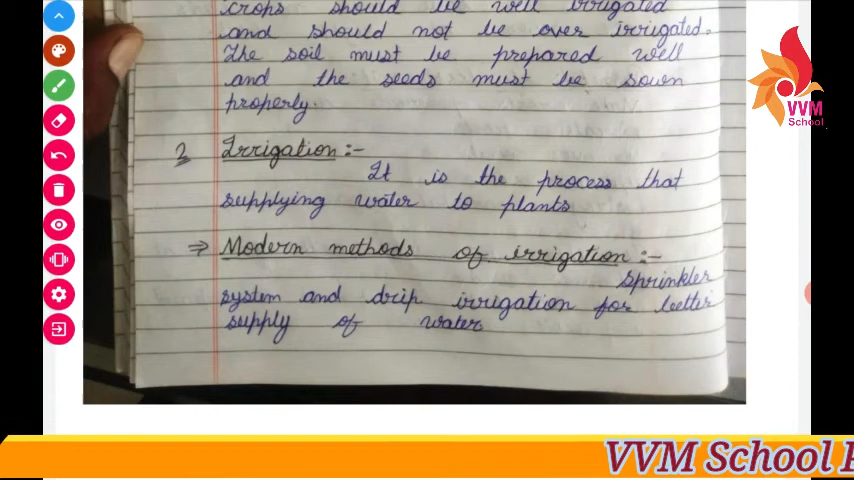 crops should be well irrigated
and should not be over irrigated.
The soil must be prepared well
and the seeds must be sown
properly.
2 Irrigation :-
It is the process that
supplying water to plants
⇒ Modern methods of irrigation :-
sprinkler
system and drip irrigation for better
supply of water
VVM
School
VVM School